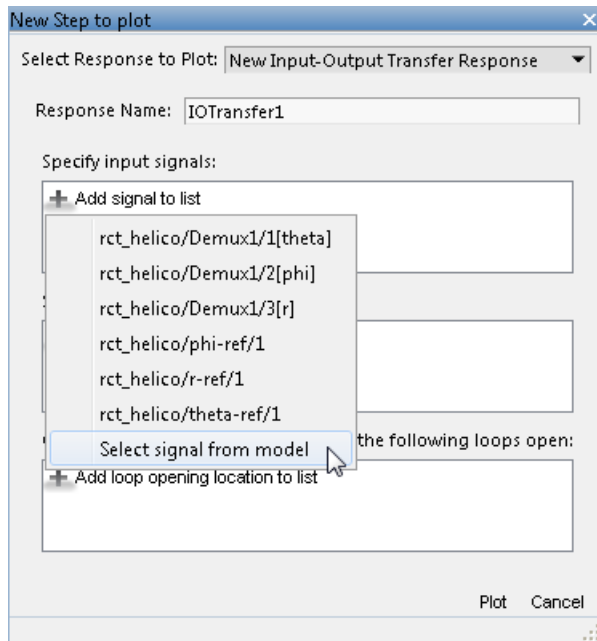 New Step to plot
Select Response to Plot: New Input-Output Transfer Response
Response Name: IOTransfer1
Specify input signals:
Add signal to list
rct_helico/Demux1/1[theta]
rct_helico/Demux1/2[phi]
rct_helico/Demux1/3[r]
rct_helico/phi-ref/1
rct_helico/r-ref/1
rct_helico/theta-ref/1
Select signal from model
the following loops open:
Add loop opening location to list
Plot Cancel